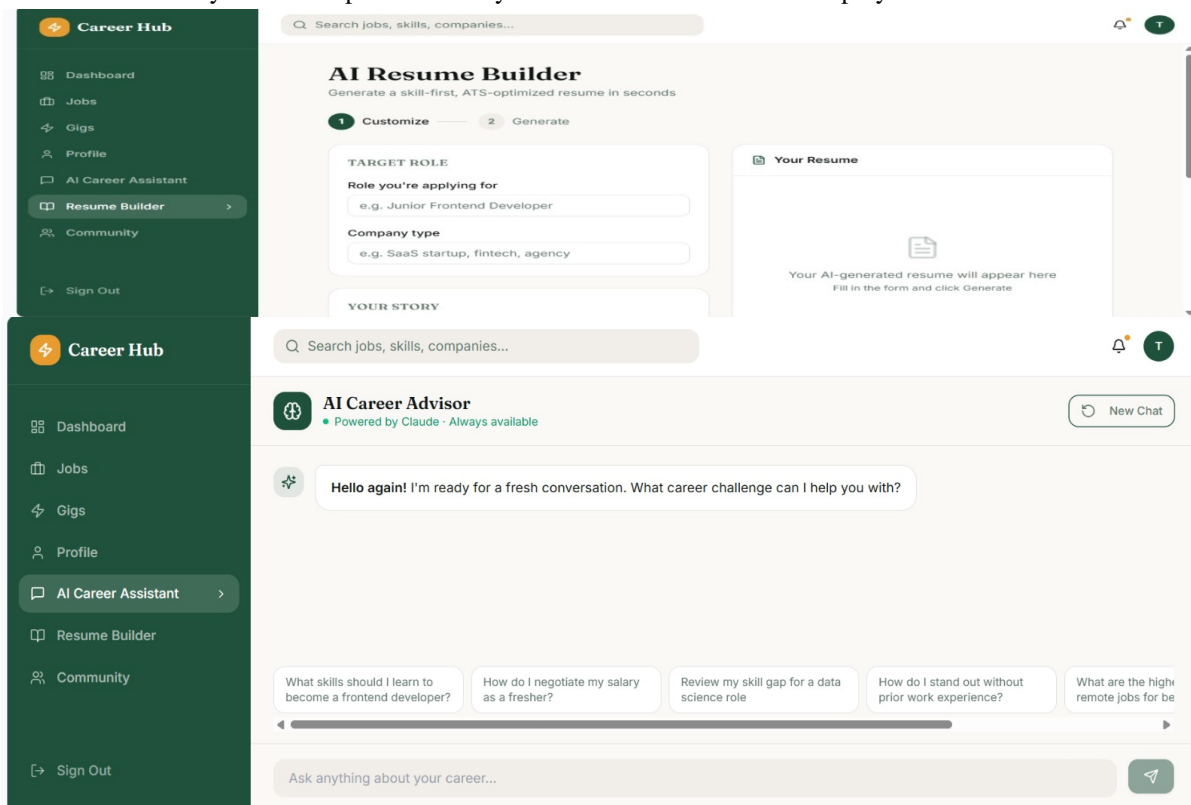 Career Hub
Search jobs, skills, companies...
T
Dashboard
Jobs
Gigs
Profile
AI Career Assistant
Resume Builder
Community
Sign Out
AI Resume Builder
Generate a skill-first, ATS-optimized resume in seconds
1 Customize 2 Generate
TARGET ROLE
Role you're applying for
e.g. Junior Frontend Developer
Company type
e.g. SaaS startup, fintech, agency
YOUR STORY
Your Resume
Your AI-generated resume will appear here
Fill in the form and click Generate
Career Hub
Search jobs, skills, companies...
T
Dashboard
Jobs
Gigs
Profile
AI Career Assistant
Resume Builder
Community
Sign Out
AI Career Advisor
Powered by Claude · Always available
New Chat
Hello again! I'm ready for a fresh conversation. What career challenge can I help you with?
What skills should I learn to
become a frontend developer?
How do I negotiate my salary
as a fresher?
Review my skill gap for a data
science role
How do I stand out without
prior work experience?
What are the
remote jobs for
Ask anything about your career...